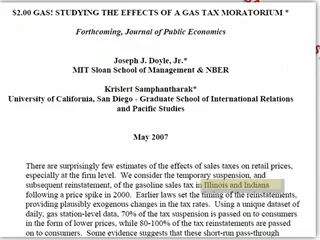 $2.00 GAS! STUDYING THE EFFECTS OF A GAS TAX MORATORIUM *
Forthcoming, Journal of Public Economics
Joseph J. Doyle, Jr.*
MIT Sloan School of Management & NBER
Krislert Samphantharak*
University of California, San Diego - Graduate School of International Relations
and Pacific Studies
May 2007
There are surprisingly few estimates of the effects of sales taxes on retail prices,
especially at the firm level. We consider the temporary suspension, and
subsequent reinstatement, of the gasoline sales tax in Illinois and Indiana
following a price spike in 2000. Earlier laws set the timing of the reinstatements,
providing plausibly exogenous changes in the tax rates. Using a unique dataset of
daily, gas station-level data, 70% of the tax suspension is passed on to consumers
in the form of lower prices, while 80-100% of the tax reinstatements are passed
on to consumers. Some evidence suggests that these short-run pass-through